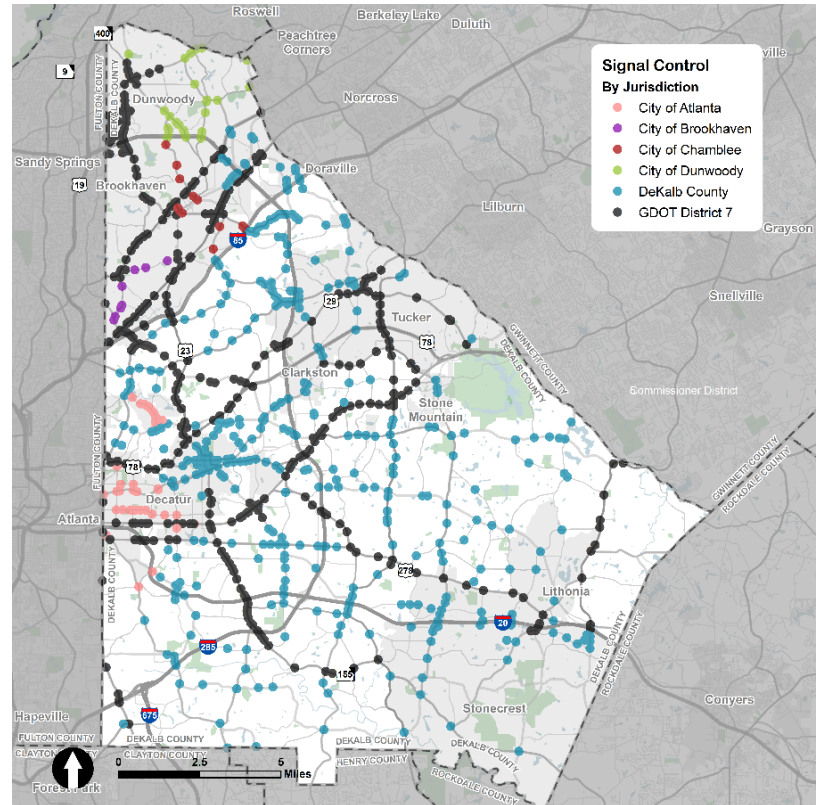 Roswell
Berkeley Lake
Duluth
400
Peachtree
Corners
9
FULTON COUNTY
DEKALB COUNTY
Dunwoody
Norcross
Sandy Springs
Doraville
19
Brookhaven
Lilburn
Grayson
85
Snellville
29
Tucker
23
78
GWINNETT COUNTY
DEKALB COUNTY
Clarkston
Stone
Mountain
Commissioner District
FULTON COUNTY
78
Decatur
Atlanta
GWINNETT COUNTY
ROCKDALE COUNTY
DEKALB COUNTY
278
Lithonia
20
285
DEKALB COUNTY
ROCKDALE COUNTY
155
Conyers
Stonecrest
Hapeville
675
FULTON COUNTY
CLAYTON COUNTY
DEKALB COUNTY
CLAYTON COUNTY
DEKALB COUNTY
HENRY COUNTY
DEKALB COUNTY
ROCKDALE COUNTY
Forest Park
0 2.5 5
Miles
Signal Control
By Jurisdiction
City of Atlanta
City of Brookhaven
City of Chamblee
City of Dunwoody
DeKalb County
GDOT District 7